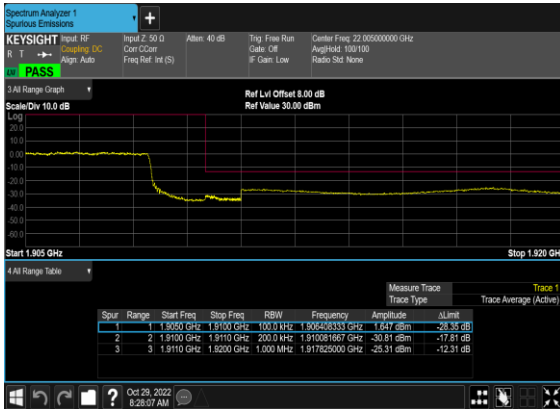 Spectrum Analyzer 1
Spurious Emissions
KEYSIGHT Input: RF Input Z: 50 Ω Atten: 40 dB Trig: Free Run Center Freq: 22.005000000 GHz
R T Coupling: DC Corr CCorr Gate: Off Avg|Hold: 100/100
Align: Auto Freq Ref: Int (S) IF Gain: Low Radio Std: None
PASS
3 All Range Graph
Ref Lvl Offset 8.00 dB
Scale/Div 10.0 dB Ref Value 30.00 dBm
Log
20.0
10.0
0.00
-10.0
-20.0
-30.0
-40.0
-50.0
-60.0
Start 1.905 GHz Stop 1.920 GH
4 All Range Table
Measure Trace Trace 1
Trace Type Trace Average (Active)
Spur Range Start Freq Stop Freq RBW Frequency Amplitude ΔLimit
1 1 1.9050 GHz 1.9100 GHz 100.0 kHz 1.906408333 GHz 1.647 dBm -28.35 dB
2 2 1.9100 GHz 1.9110 GHz 200.0 kHz 1.910081667 GHz -30.81 dBm -17.81 dB
3 3 1.9110 GHz 1.9200 GHz 1.000 MHz 1.917825000 GHz -25.31 dBm -12.31 dB
Oct 29, 2022
8:28:07 AM